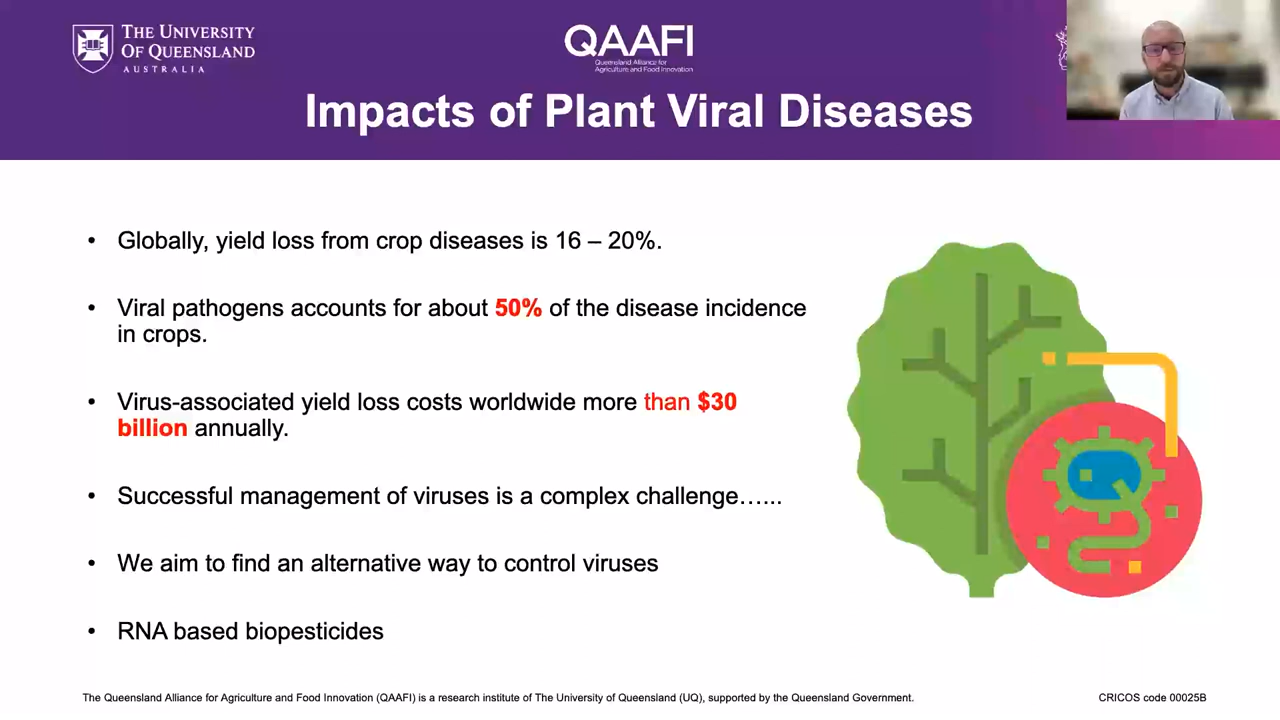 THE UNIVERSITY
OF QUEENSLAND
AUSTRALIA
QAAFI
Queensland Alliance for
Agriculture and Food Innovation
Impacts of Plant Viral Diseases
• Globally, yield loss from crop diseases is 16 – 20%.
• Viral pathogens accounts for about 50% of the disease incidence
in crops.
• Virus-associated yield loss costs worldwide more than $30
billion annually.
• Successful management of viruses is a complex challenge…...
• We aim to find an alternative way to control viruses
• RNA based biopesticides
The Queensland Alliance for Agriculture and Food Innovation (QAAFI) is a research institute of The University of Queensland (UQ), supported by the Queensland Government.
CRICOS code 00025B